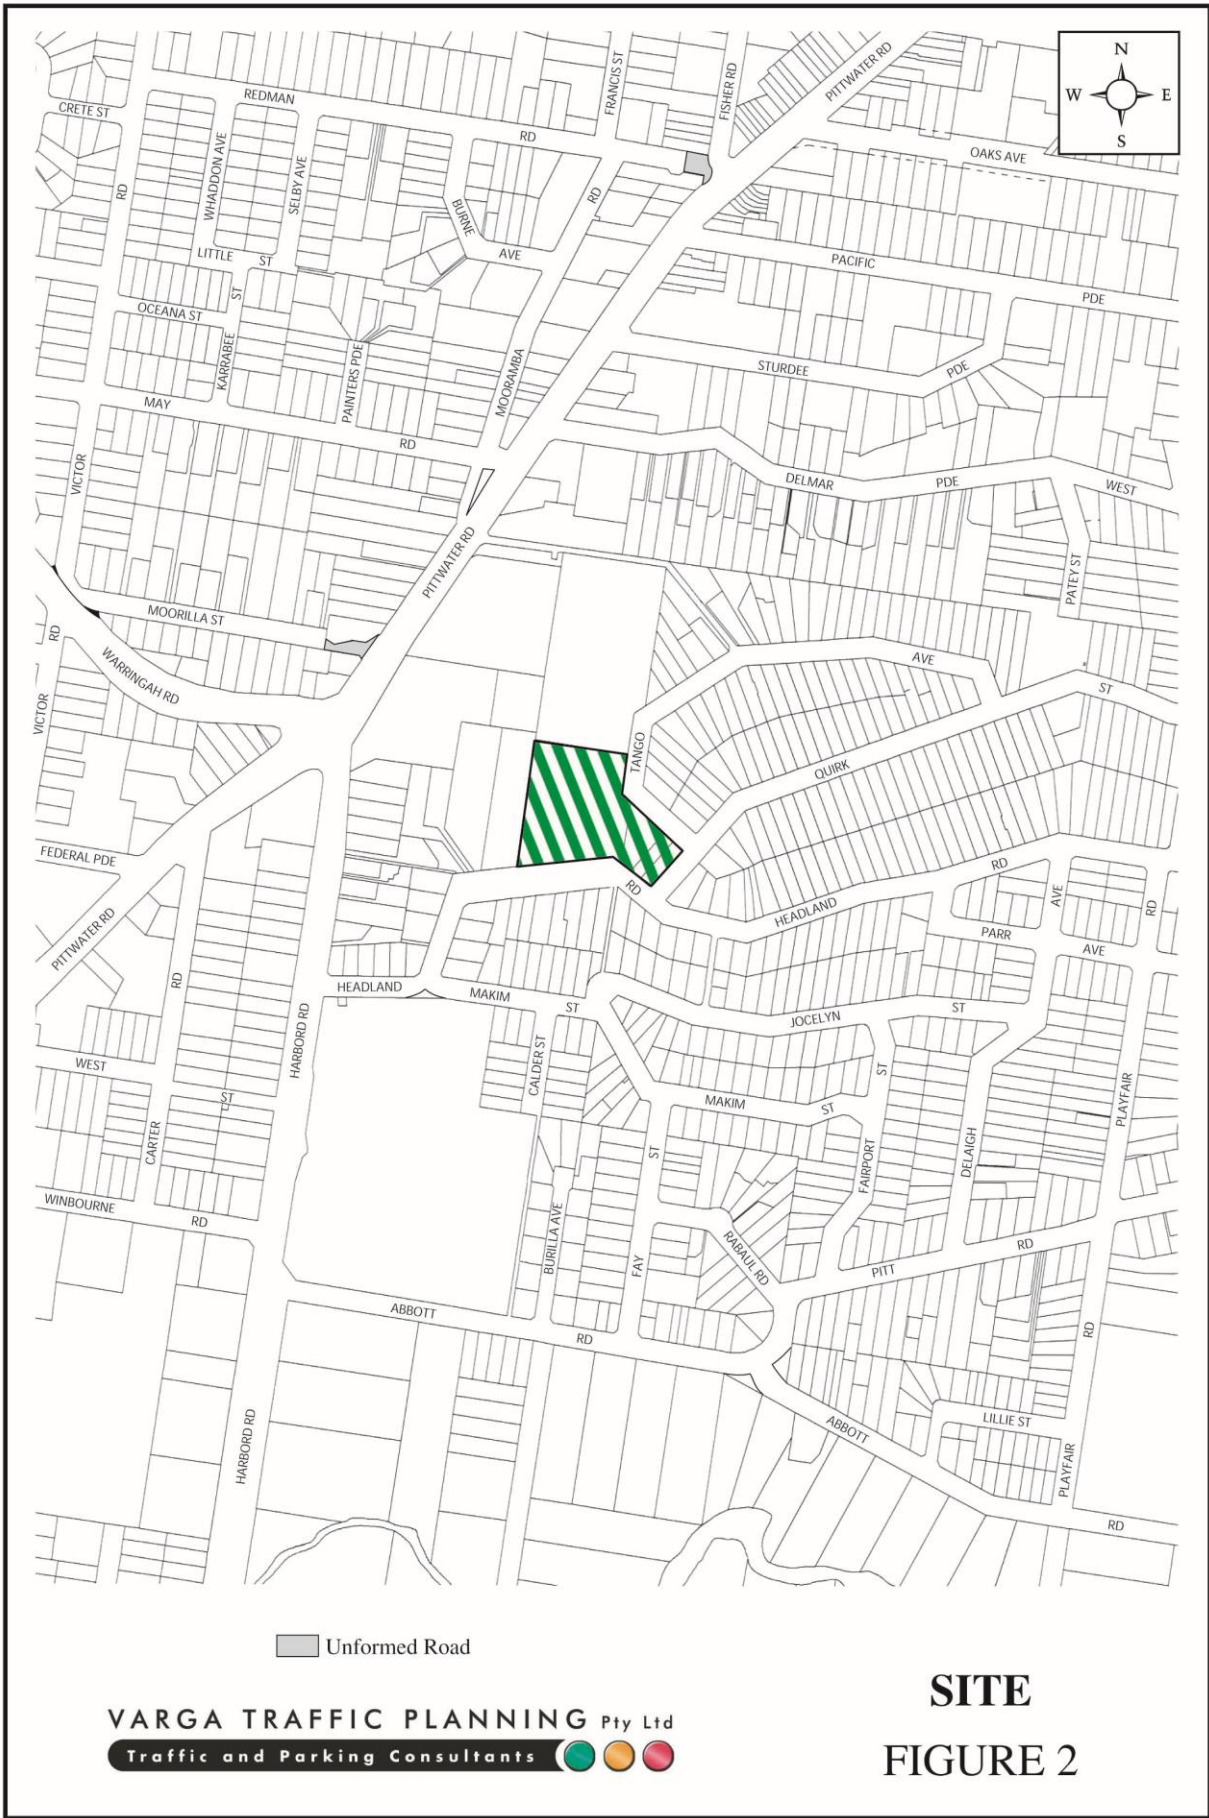 N
W E
S
FRANCIS ST
FISHER RD
PITTWATER RD
REDMAN
RD
CRETE ST
OAKS AVE
WHADDON AVE
SELBY AVE
RD
RD
BURNE
AVE
LITTLE
ST
PACIFIC
PDE
ST
OCEANA ST
KARRABEE
PAINTERS PDE
MOORAMBA
STURDEE
PDE
MAY
RD
VICTOR
DELMAR
PDE
WEST
PITTWATER RD
PATEY ST
MOORILLA ST
RD
WARRINGAH RD
AVE
ST
VICTOR
TANGO
QUIRK
FEDERAL PDE
RD
RD
HEADLAND
AVE
RD
PITTWATER RD
PARR
AVE
RD
HEADLAND
MAKIM
ST
JOCELYN
ST
HARBORD RD
CALDER ST
WEST
ST
ST
PLAYFAIR
MAKIM
ST
CARTER
ST
FAIRPORT
DELAIGH
WINBOURNE
RD
BURILLA AVE
FAY
RABAUL RD
PITT
RD
ABBOTT
RD
RD
HARBORD RD
ABBOTT
LILLIE ST
PLAYFAIR
RD
Unformed Road
SITE
FIGURE 2
VARGA TRAFFIC PLANNING Pty Ltd
Traffic and Parking Consultants